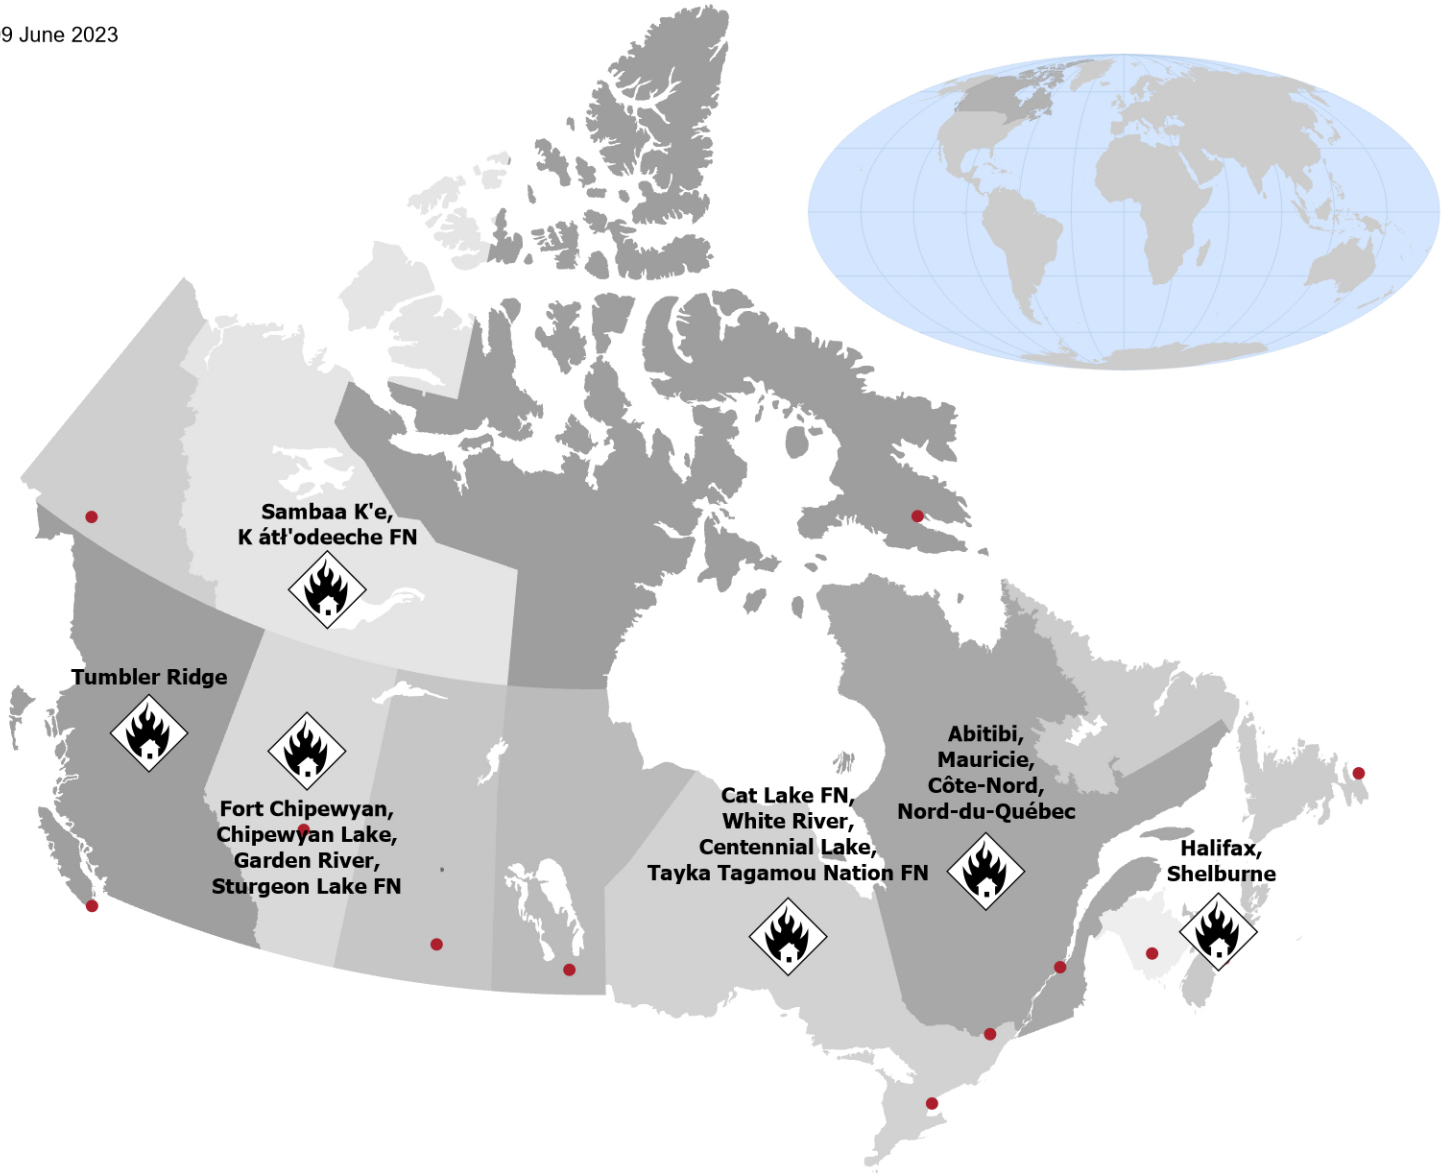 9 June 2023
Sambaa K'e,
K átł'odeeche FN
Tumbler Ridge
Fort Chipewyan,
Chipewyan Lake,
Garden River,
Sturgeon Lake FN
Cat Lake FN,
White River,
Centennial Lake,
Tayka Tagamou Nation FN
Abitibi,
Mauricie,
Côte-Nord,
Nord-du-Québec
Halifax,
Shelburne